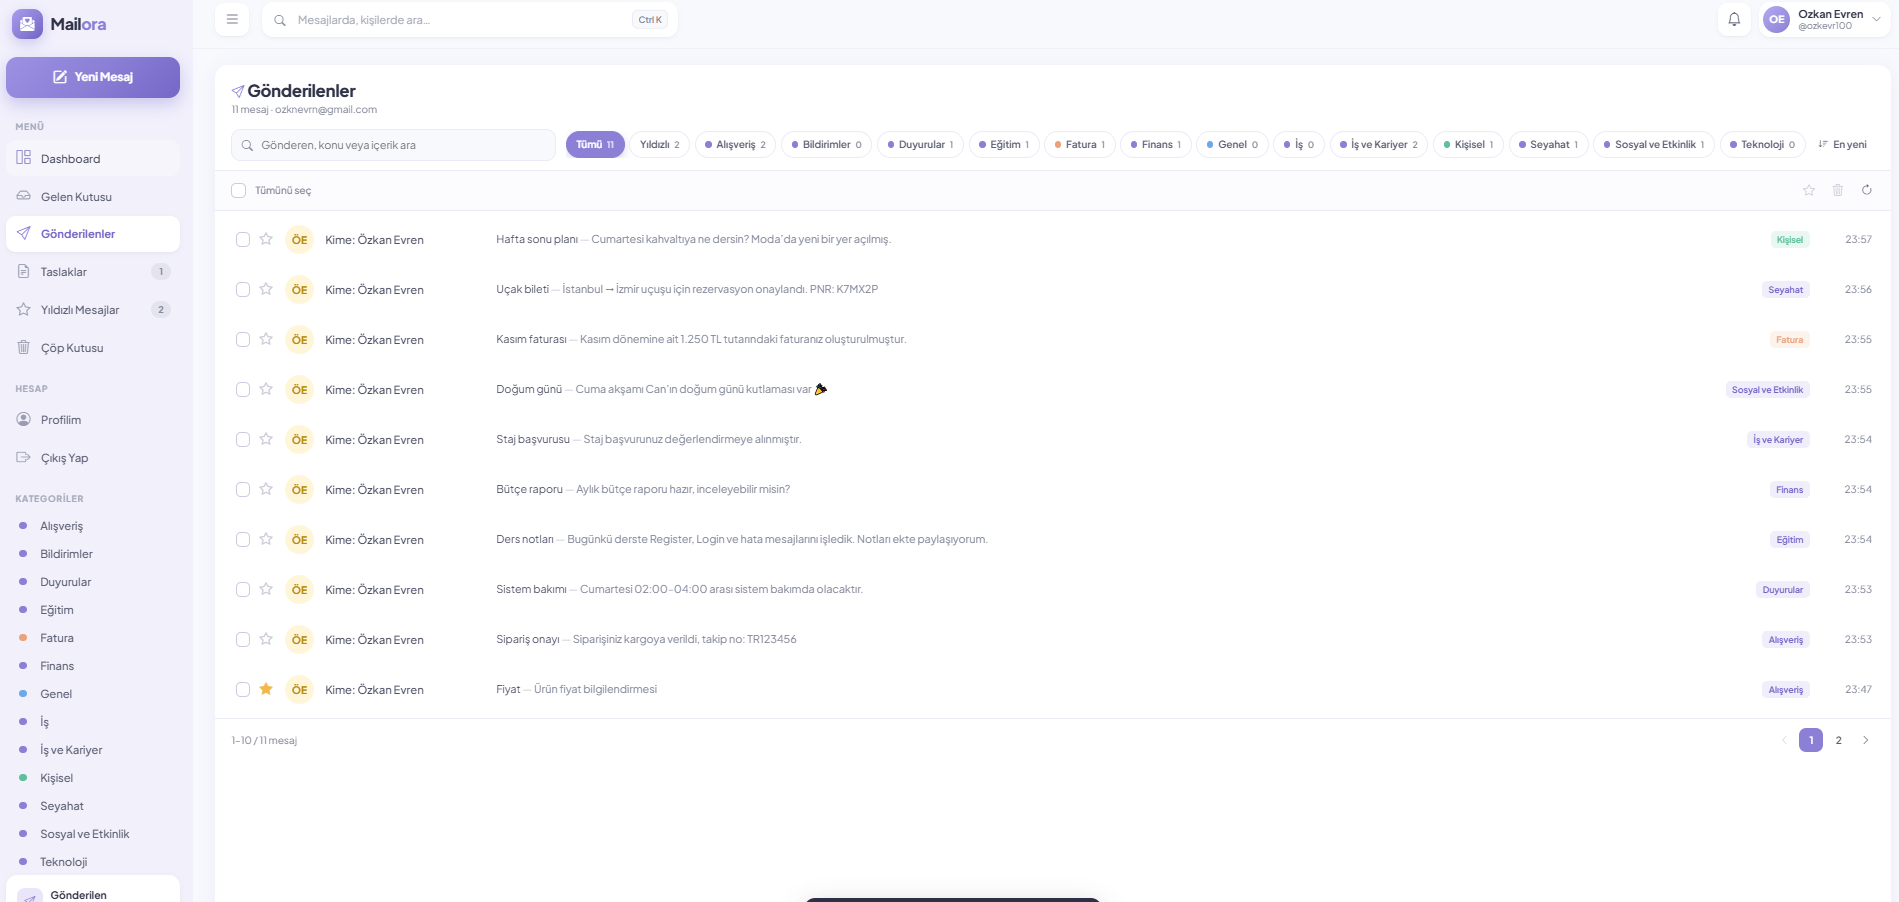 Mailora
Mesajlarda, kişilerde ara...
Ctrl K
OE
Ozkan Evren
@ozkevr100
Yeni Mesaj
MENÜ
Dashboard
Gelen Kutusu
Gönderilenler
Taslaklar 1
Yıldızlı Mesajlar 2
Çöp Kutusu
HESAP
Profilim
Çıkış Yap
KATEGORİLER
Alışveriş
Bildirimler
Duyurular
Eğitim
Fatura
Finans
Genel
İş
İş ve Kariyer
Kişisel
Seyahat
Sosyal ve Etkinlik
Teknoloji
Gönderilen
Gönderilenler
11 mesaj · ozknevrn@gmail.com
Gönderen, konu veya içerik ara
Tümü 11 Yıldızlı 2 Alışveriş 2 Bildirimler 0 Duyurular 1 Eğitim 1 Fatura 1 Finans 1 Genel 0 İş 0 İş ve Kariyer 2 Kişisel 1 Seyahat 1 Sosyal ve Etkinlik 1 Teknoloji 0 En yeni
Tümünü seç
ÖE Kime: Özkan Evren Hafta sonu planı — Cumartesi kahvaltıya ne dersin? Moda'da yeni bir yer açılmış. Kişisel 23:57
ÖE Kime: Özkan Evren Uçak bileti — İstanbul → İzmir uçuşu için rezervasyon onaylandı. PNR: K7MX2P Seyahat 23:56
ÖE Kime: Özkan Evren Kasım faturası — Kasım dönemine ait 1.250 TL tutarındaki faturanız oluşturulmuştur. Fatura 23:55
ÖE Kime: Özkan Evren Doğum günü — Cuma akşamı Can'ın doğum günü kutlaması var 🎉 Sosyal ve Etkinlik 23:55
ÖE Kime: Özkan Evren Staj başvurusu — Staj başvurunuz değerlendirmeye alınmıştır. İş ve Kariyer 23:54
ÖE Kime: Özkan Evren Bütçe raporu — Aylık bütçe raporu hazır, inceleyebilir misin? Finans 23:54
ÖE Kime: Özkan Evren Ders notları — Bugünkü derste Register, Login ve hata mesajlarını işledik. Notları ekte paylaşıyorum. Eğitim 23:54
ÖE Kime: Özkan Evren Sistem bakımı — Cumartesi 02:00–04:00 arası sistem bakımda olacaktır. Duyurular 23:53
ÖE Kime: Özkan Evren Sipariş onayı — Siparişiniz kargoya verildi, takip no: TR123456 Alışveriş 23:53
ÖE Kime: Özkan Evren Fiyat — Ürün fiyat bilgilendirmesi Alışveriş 23:47
1–10 / 11 mesaj
1 2